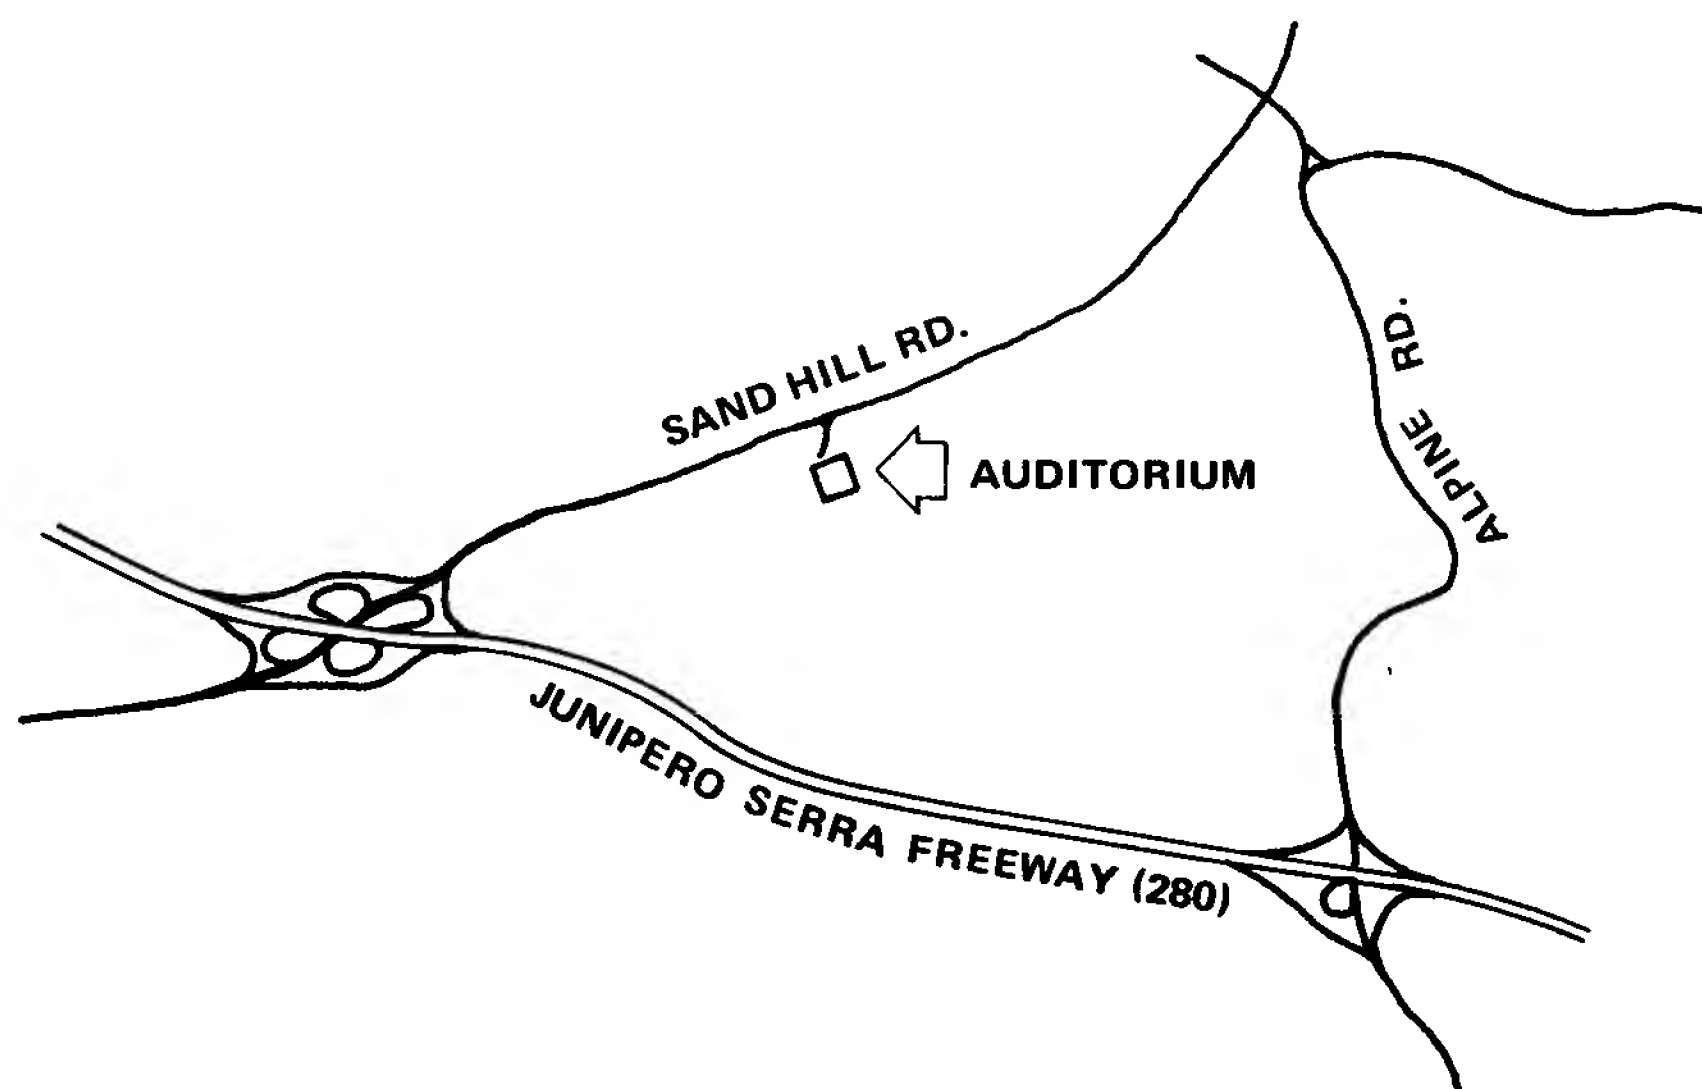 SAND HILL RD.
ALPINE RD.
AUDITORIUM
JUNIPERO SERRA FREEWAY (280)